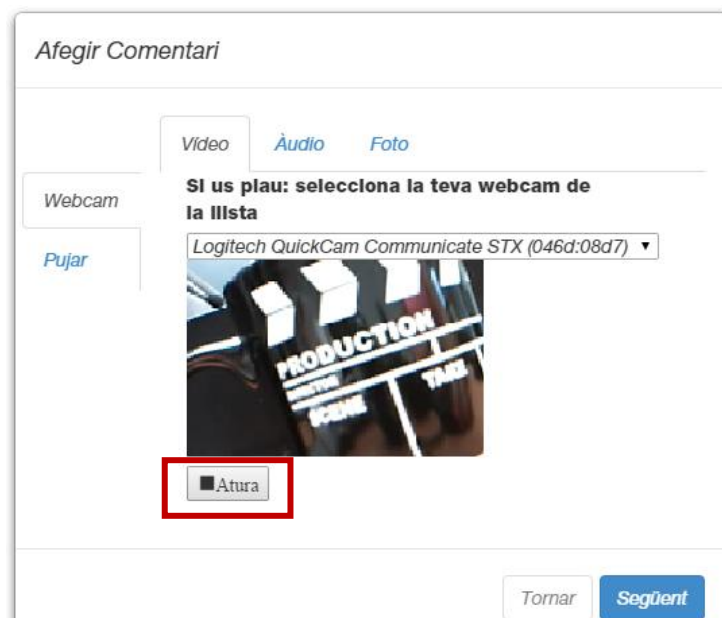 Afegir Comentari
Vídeo Àudio Foto
Webcam
Pujar
Si us plau: selecciona la teva webcam de
la llista
Logitech QuickCam Communicate STX (046d:08d7)
PRODUCTION
SCENE TAKE
Atura
Tornar Següent